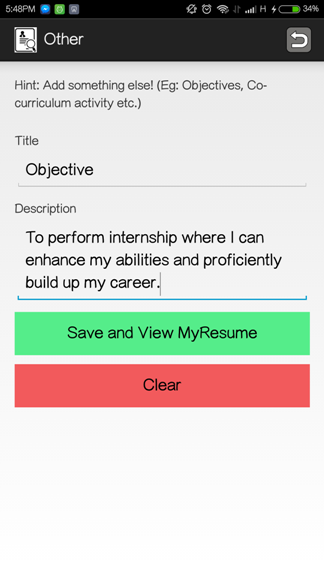 5:48PM H 34%
Other
Hint: Add something else! (Eg: Objectives, Co-
curriculum activity etc.)
Title
Objective
Description
To perform internship where I can
enhance my abilities and proficiently
build up my career.
Save and View MyResume
Clear